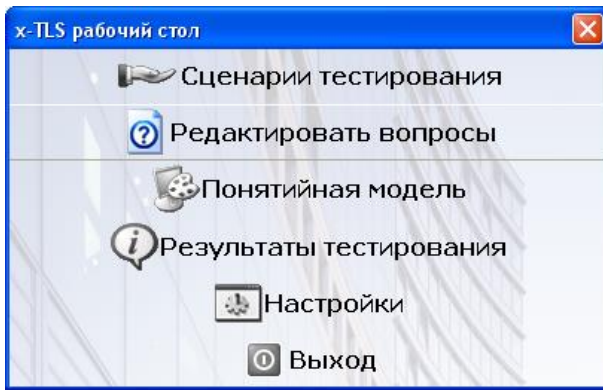 x-TLS рабочий стол
Сценарии тестирования
Редактировать вопросы
Понятийная модель
Результаты тестирования
Настройки
Выход